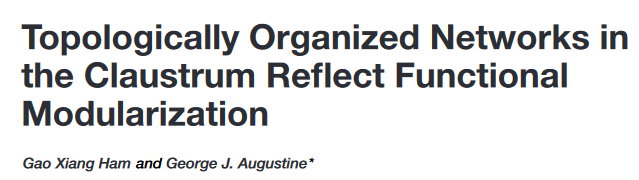 Topologically Organized Networks in
the Claustrum Reflect Functional
Modularization
Gao Xiang Ham and George J. Augustine*